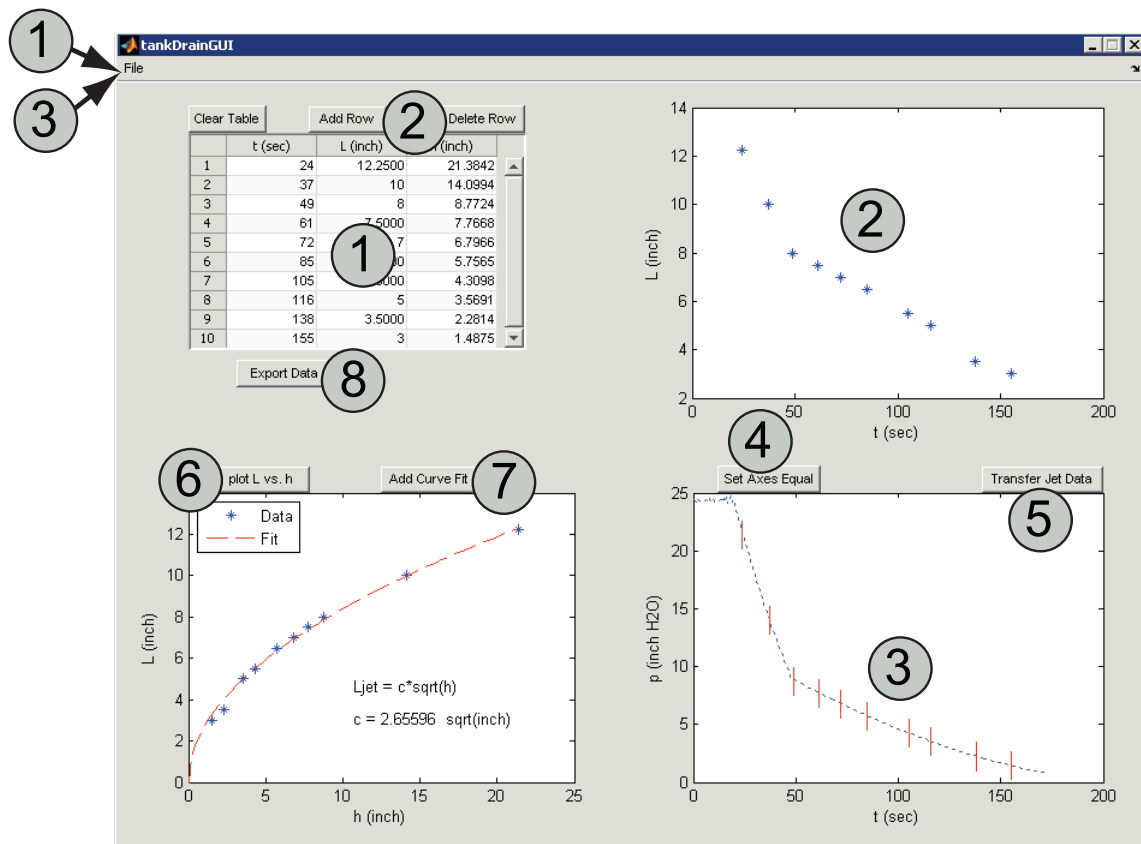 1
3
tankDrainGUI
File
Clear Table
Add Row
2
Delete Row
t (sec) L (inch) (inch)
1 24 12.2500 21.3842
2 37 10 14.0994
3 49 8 8.7724
4 61 7.5000 7.7668
5 72 7 6.7966
6 85 5.7565
7 105 4.3098
8 116 5 3.5691
9 138 3.5000 2.2814
10 155 3 1.4875
1
Export Data
8
14
12
10
8
6
4
2
L (inch)
2
0 50 100 150 200
t (sec)
6
plot L vs. h
Add Curve Fit
7
Data
Fit
12
10
8
6
4
2
0
L (inch)
Ljet = c*sqrt(h)
c = 2.65596 sqrt(inch)
0 5 10 15 20 25
h (inch)
4
Set Axes Equal
Transfer Jet Data
5
25
20
15
10
5
0
p (inch H2O)
3
0 50 100 150 200
t (sec)